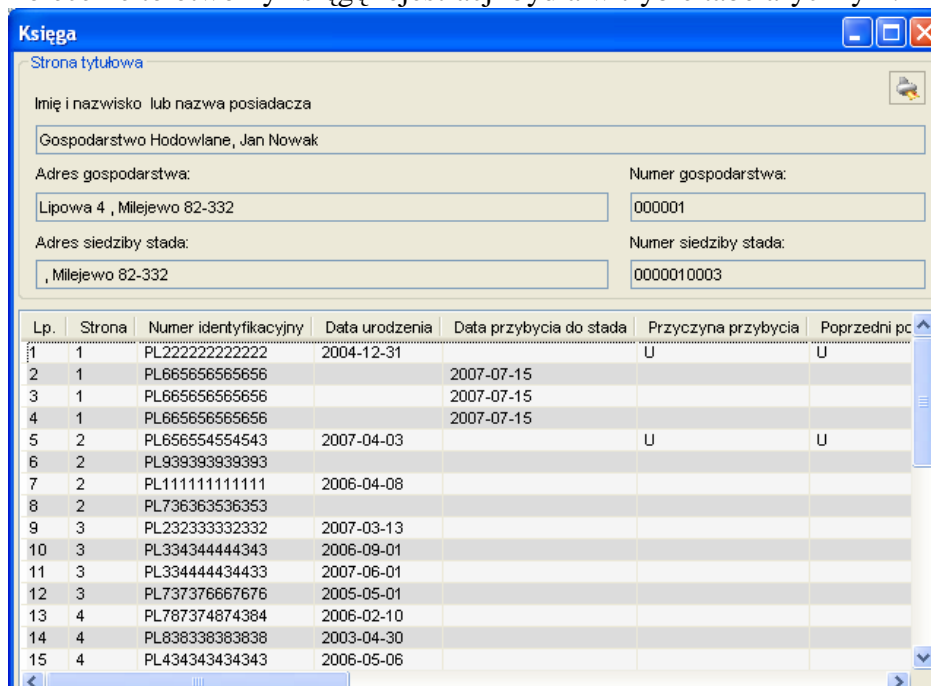 Księga
Strona tytułowa
Imię i nazwisko lub nazwa posiadacza
Gospodarstwo Hodowlane, Jan Nowak
Adres gospodarstwa: Numer gospodarstwa:
Lipowa 4 , Milejewo 82-332 000001
Adres siedziby stada: Numer siedziby stada:
, Milejewo 82-332 0000010003
Lp. Strona Numer identyfikacyjny Data urodzenia Data przybycia do stada Przyczyna przybycia Poprzedni po
1 1 PL222222222222 2004-12-31 U U
2 1 PL665656565656 2007-07-15
3 1 PL665656565656 2007-07-15
4 1 PL665656565656 2007-07-15
5 2 PL656554554543 2007-04-03 U U
6 2 PL939393939393
7 2 PL111111111111 2006-04-08
8 2 PL736363536353
9 3 PL232333332332 2007-03-13
10 3 PL334344444343 2006-09-01
11 3 PL334444434433 2007-06-01
12 3 PL737376667676 2005-05-01
13 4 PL787374874384 2006-02-10
14 4 PL838338383838 2003-04-30
15 4 PL434343434343 2006-05-06